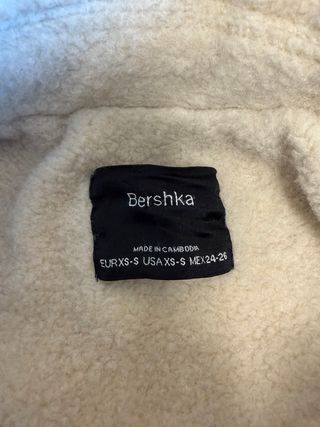 Bershka
MADE IN CAMBODIA
EUR XS-S USA XS-S MEX 24-26